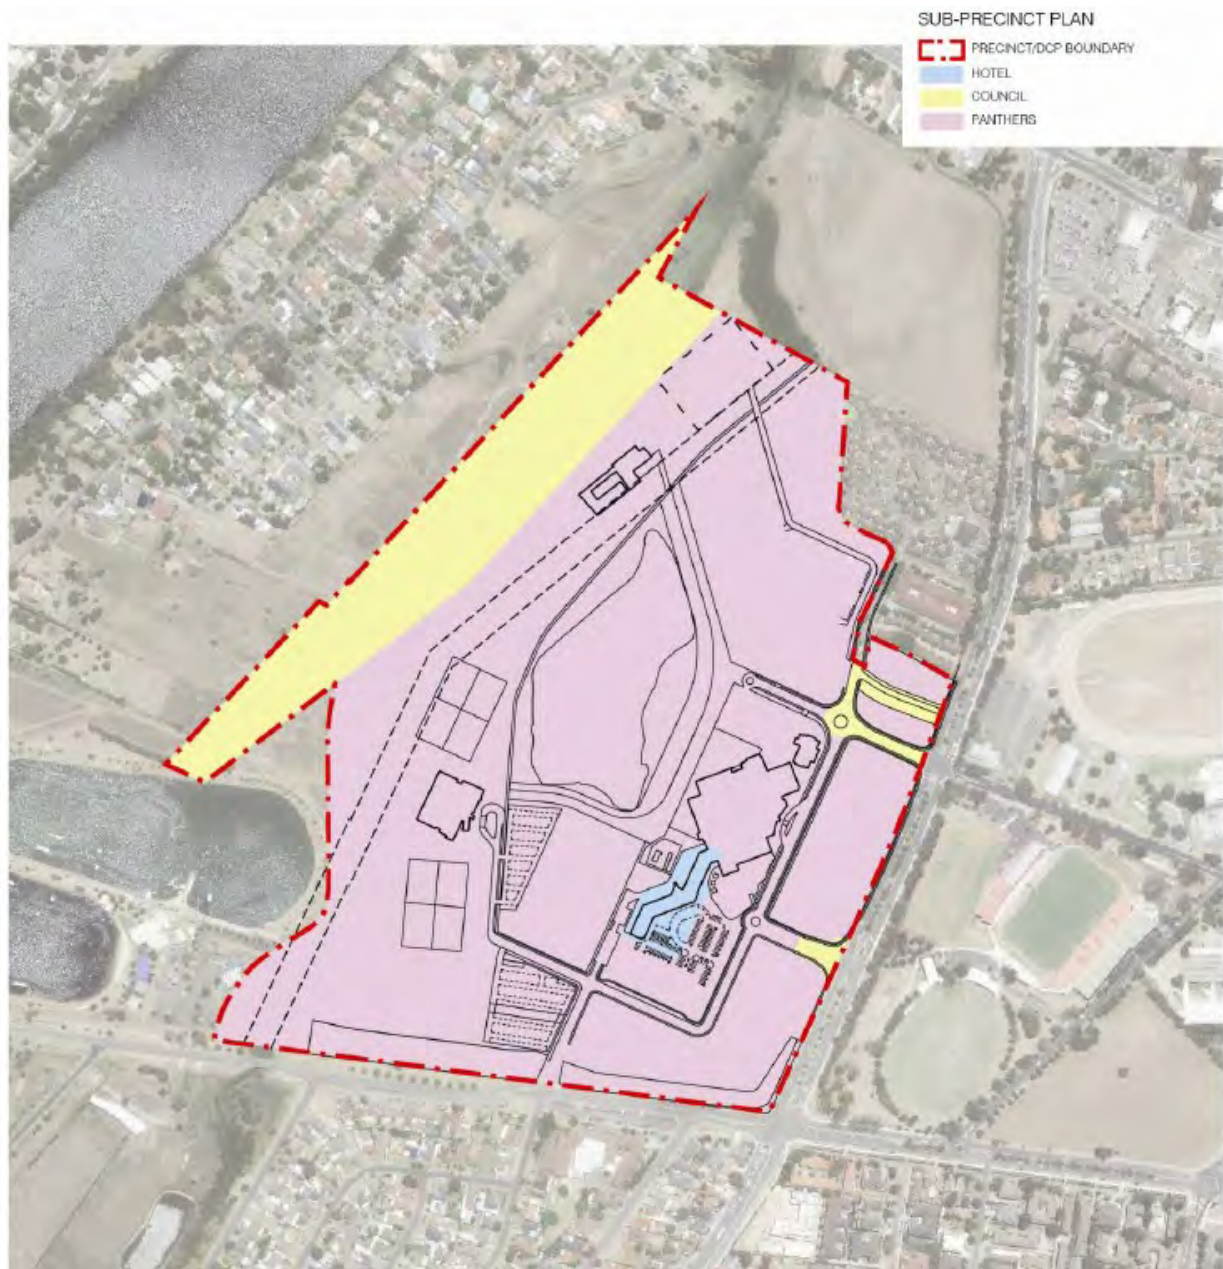 SUB-PRECINCT PLAN
PRECINCT/DCP BOUNDARY
HOTEL
COUNCIL
PANTHERS